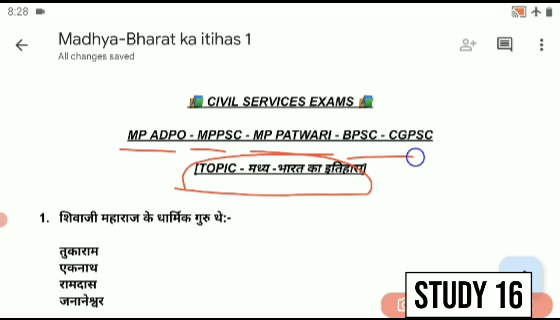 8:28
Madhya-Bharat ka itihas 1
All changes saved
CIVIL SERVICES EXAMS
MP ADPO - MPPSC - MP PATWARI - BPSC - CGPSC
[TOPIC - मध्य -भारत का इतिहास]
1. शिवाजी महाराज के धार्मिक गुरु थे:-
तुकाराम
एकनाथ
रामदास
जनानेश्वर
STUDY 16